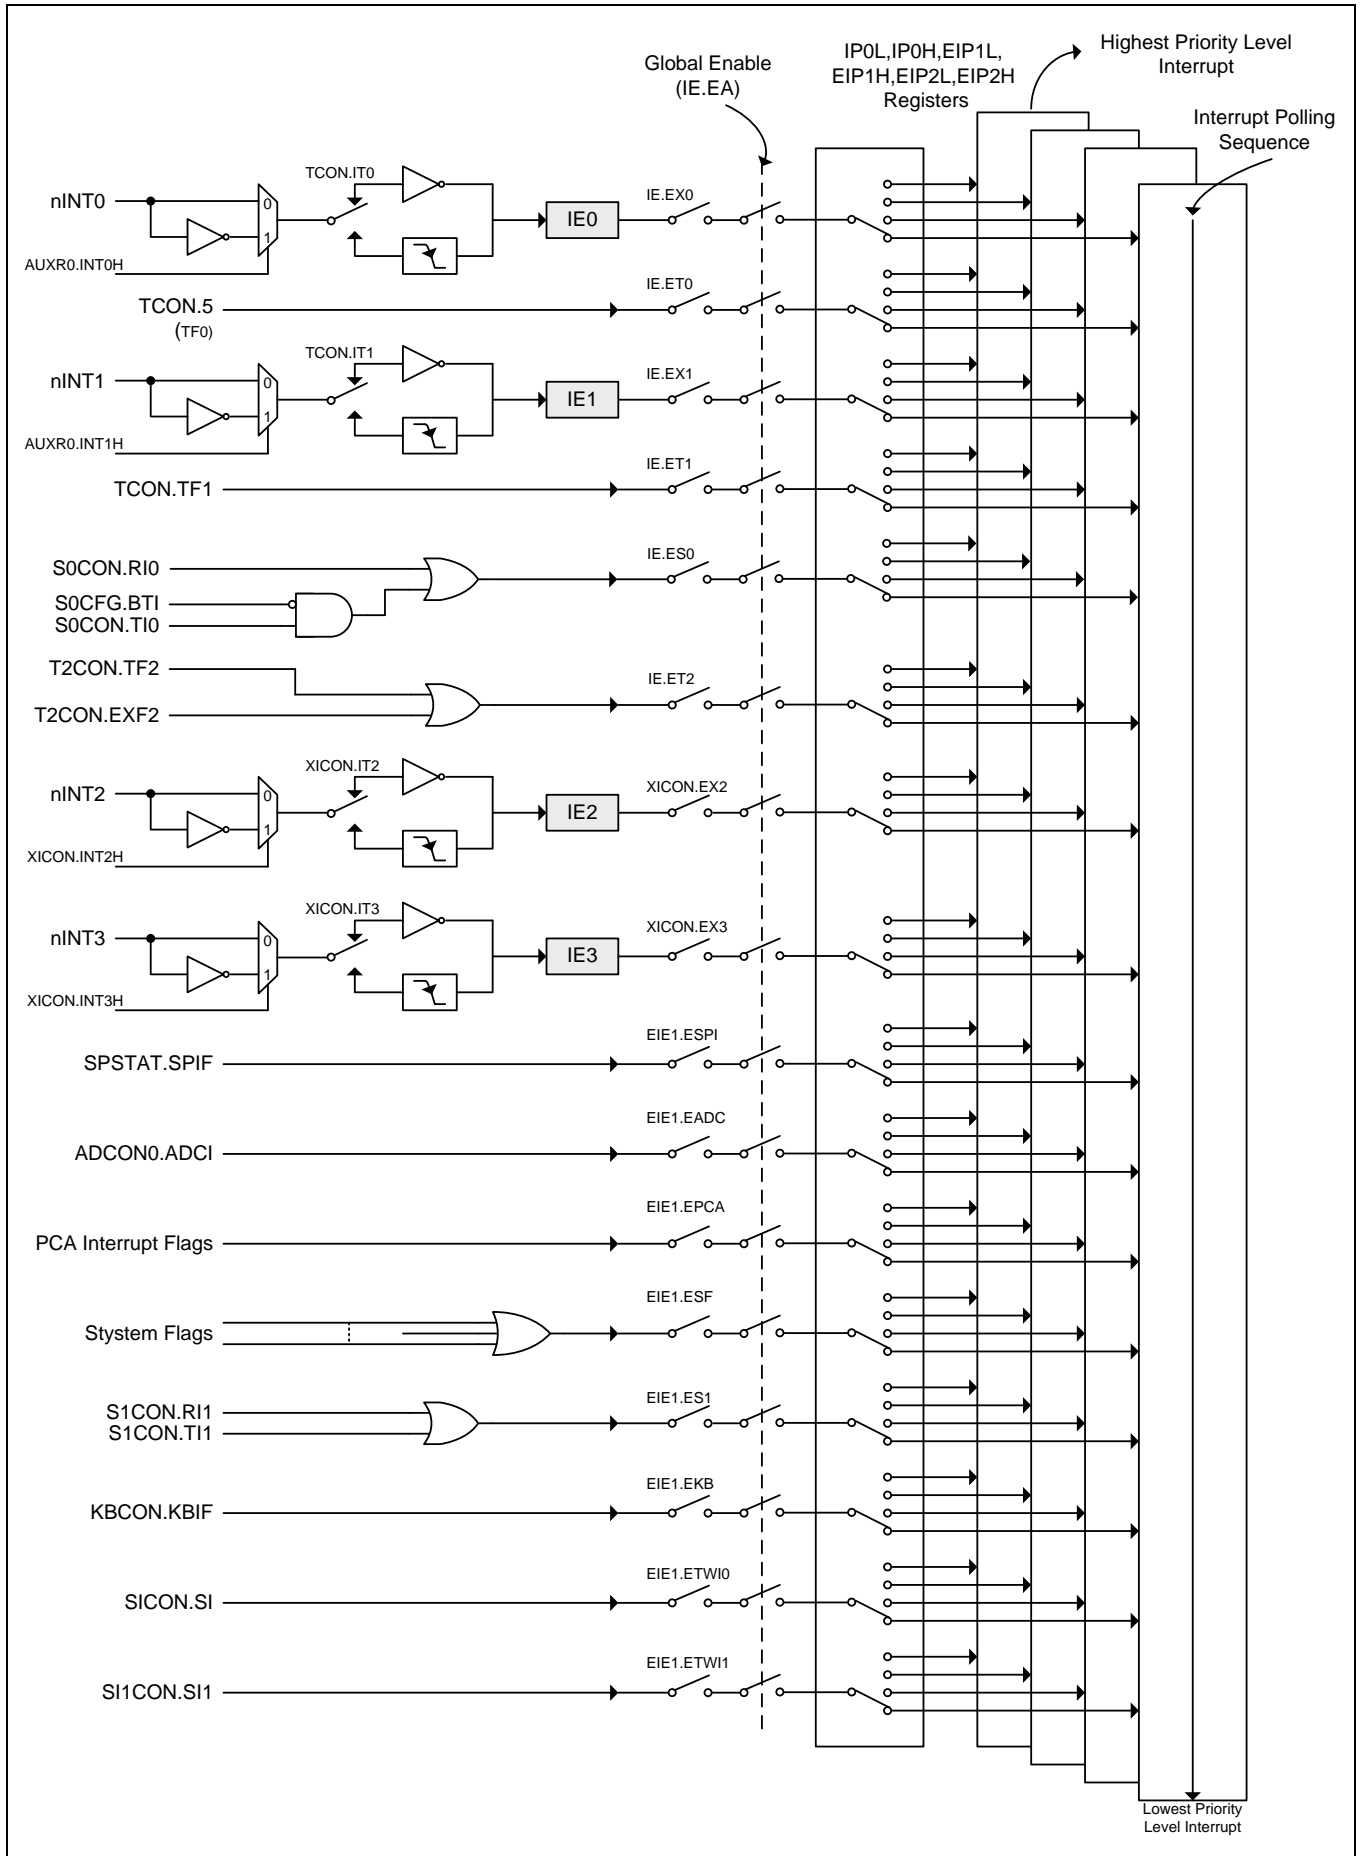 Global Enable
(IE.EA)
IP0L,IP0H,EIP1L,
EIP1H,EIP2L,EIP2H
Registers
Highest Priority Level
Interrupt
Interrupt Polling
Sequence
nINT0
AUXR0.INT0H
0
1
TCON.IT0
IE0
IE.EX0
TCON.5
(TF0)
IE.ET0
nINT1
AUXR0.INT1H
0
1
TCON.IT1
IE1
IE.EX1
TCON.TF1
IE.ET1
S0CON.RI0
S0CFG.BTI
S0CON.TI0
IE.ES0
T2CON.TF2
T2CON.EXF2
IE.ET2
nINT2
XICON.INT2H
0
1
XICON.IT2
IE2
XICON.EX2
nINT3
XICON.INT3H
0
1
XICON.IT3
IE3
XICON.EX3
SPSTAT.SPIF
EIE1.ESPI
ADCON0.ADCI
EIE1.EADC
PCA Interrupt Flags
EIE1.EPCA
Stystem Flags
EIE1.ESF
S1CON.RI1
S1CON.TI1
EIE1.ES1
KBCON.KBIF
EIE1.EKB
SICON.SI
EIE1.ETWI0
SI1CON.SI1
EIE1.ETWI1
Lowest Priority
Level Interrupt